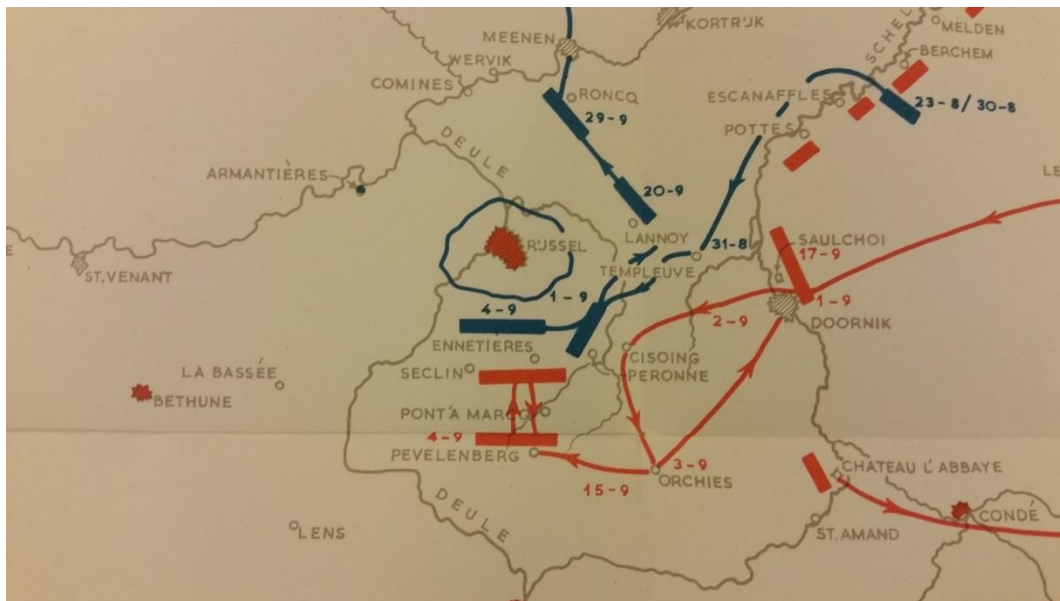 MEENEN
KORTRIJK
SCHEL
MELDEN
BERCHEM
WERVIK
COMINES
RONCQ
29-9
ESCANAFFLES
23-8/30-8
POTTES
DEULE
ARMANTIÈRES
20-9
LE
LANNOY
31-8
SAULCHOI
17-9
RIJSSEL
TEMPLEUVE
E
ST. VENANT
1-9
4-9
2-9
1-9
DOORNIK
ENNETIERES
CISOING
PERONNE
SECLIN
LA BASSÉE
BETHUNE
PONT'A MARCQ
4-9
PEVELENBERG
3-9
ORCHIES
15-9
CHATEAU L'ABBAYE
DEULE
LENS
ST. AMAND
CONDÉ